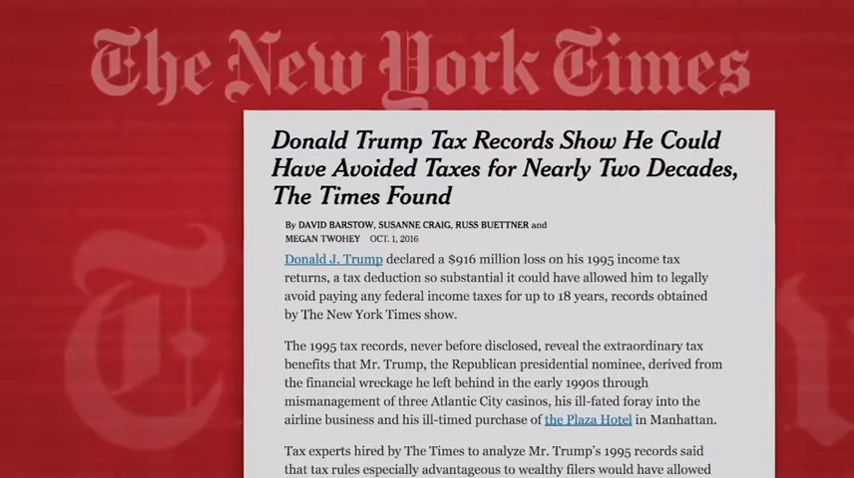 The New York Times
Donald Trump Tax Records Show He Could
Have Avoided Taxes for Nearly Two Decades,
The Times Found
By DAVID BARSTOW, SUSANNE CRAIG, RUSS BUETTNER and
MEGAN TWOHEY OCT. 1, 2016
Donald J. Trump declared a $916 million loss on his 1995 income tax
returns, a tax deduction so substantial it could have allowed him to legally
avoid paying any federal income taxes for up to 18 years, records obtained
by The New York Times show.
The 1995 tax records, never before disclosed, reveal the extraordinary tax
benefits that Mr. Trump, the Republican presidential nominee, derived from
the financial wreckage he left behind in the early 1990s through
mismanagement of three Atlantic City casinos, his ill-fated foray into the
airline business and his ill-timed purchase of the Plaza Hotel in Manhattan.
Tax experts hired by The Times to analyze Mr. Trump's 1995 records said
that tax rules especially advantageous to wealthy filers would have allowed